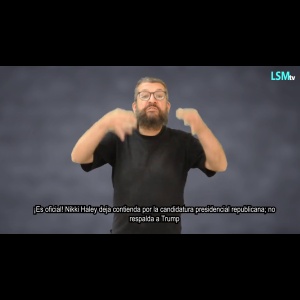 LSMtv
¡Es oficial! Nikki Haley deja contienda por la candidatura presidencial republicana; no
respalda a Trump